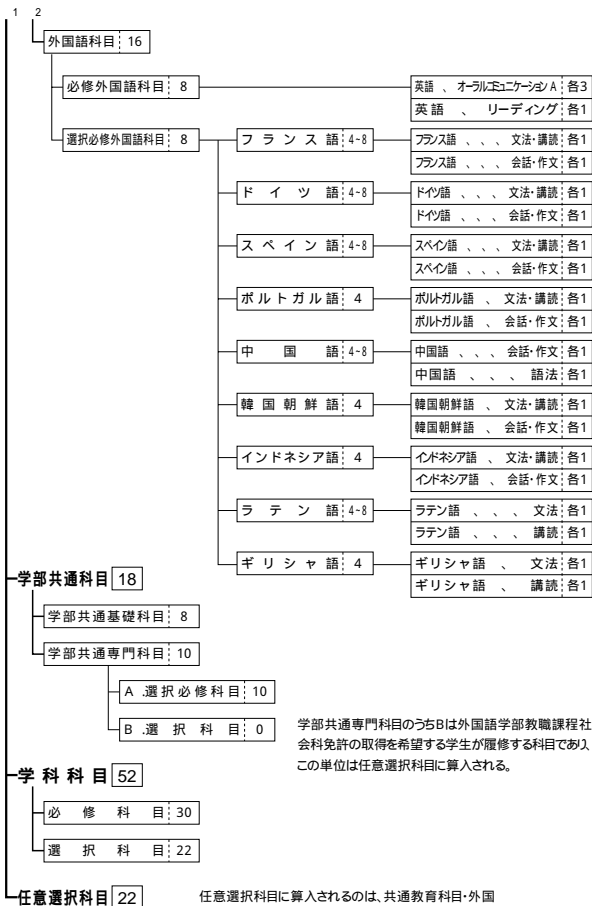 1 2
外国語科目 16
必修外国語科目 8
英語 、 オーラルコミュニケーションA 各3
英語 、 リーディング 各1
選択必修外国語科目 8
フランス語 4~8
フランス語 、、、 文法・講読 各1
フランス語 、、、 会話・作文 各1
ドイツ語 4~8
ドイツ語 、、、 文法・講読 各1
ドイツ語 、、、 会話・作文 各1
スペイン語 4~8
スペイン語 、、、 文法・講読 各1
スペイン語 、、、 会話・作文 各1
ポルトガル語 4
ポルトガル語 、 文法・講読 各1
ポルトガル語 、 会話・作文 各1
中国語 4~8
中国語 、、、 会話・作文 各1
中国語 、、、 語法 各1
韓国朝鮮語 4
韓国朝鮮語 、 文法・講読 各1
韓国朝鮮語 、 会話・作文 各1
インドネシア語 4
インドネシア語 、 文法・講読 各1
インドネシア語 、 会話・作文 各1
ラテン語 4~8
ラテン語 、、、 文法 各1
ラテン語 、、、 講読 各1
ギリシャ語 4
ギリシャ語 、 文法 各1
ギリシャ語 、 講読 各1
学部共通科目 18
学部共通基礎科目 8
学部共通専門科目 10
A.選択必修科目 10
B.選択科目 0
学部共通専門科目のうちBは外国語学部教職課程社
会科免許の取得を希望する学生が履修する科目であり、
この単位は任意選択科目に算入される。
学科科目 52
必修科目 30
選択科目 22
任意選択科目 22
任意選択科目に算入されるのは、共通教育科目・外国